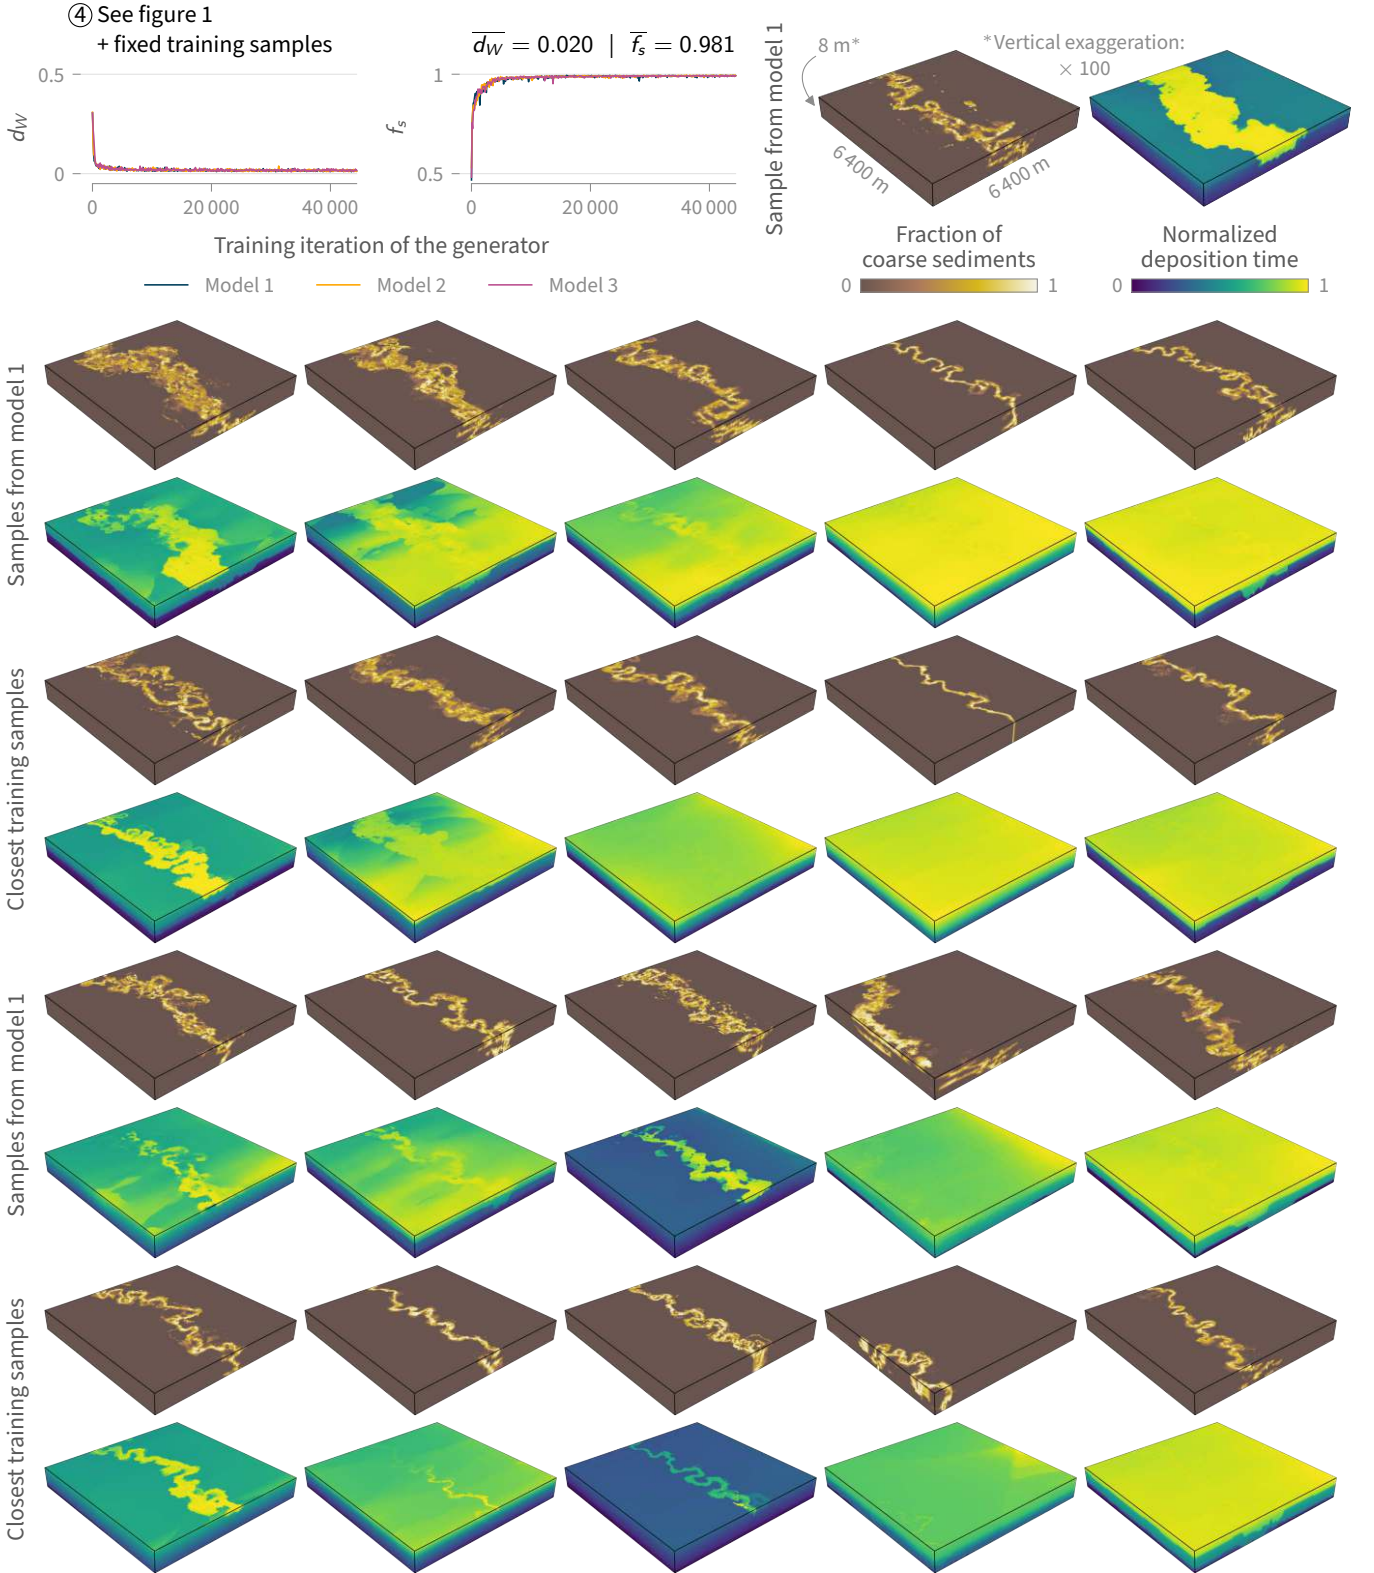 ④ See figure 1
+ fixed training samples
d_W = 0.020 | f_s = 0.981
0.5
0
d_W
0
20 000
40 000
1
0.5
f_s
0
20 000
40 000
Training iteration of the generator
Model 1
Model 2
Model 3
Sample from model 1
8 m*
*Vertical exaggeration:
× 100
6 400 m
6 400 m
Fraction of
coarse sediments
0
1
Normalized
deposition time
0
1
Samples from model 1
Closest training samples
Samples from model 1
Closest training samples